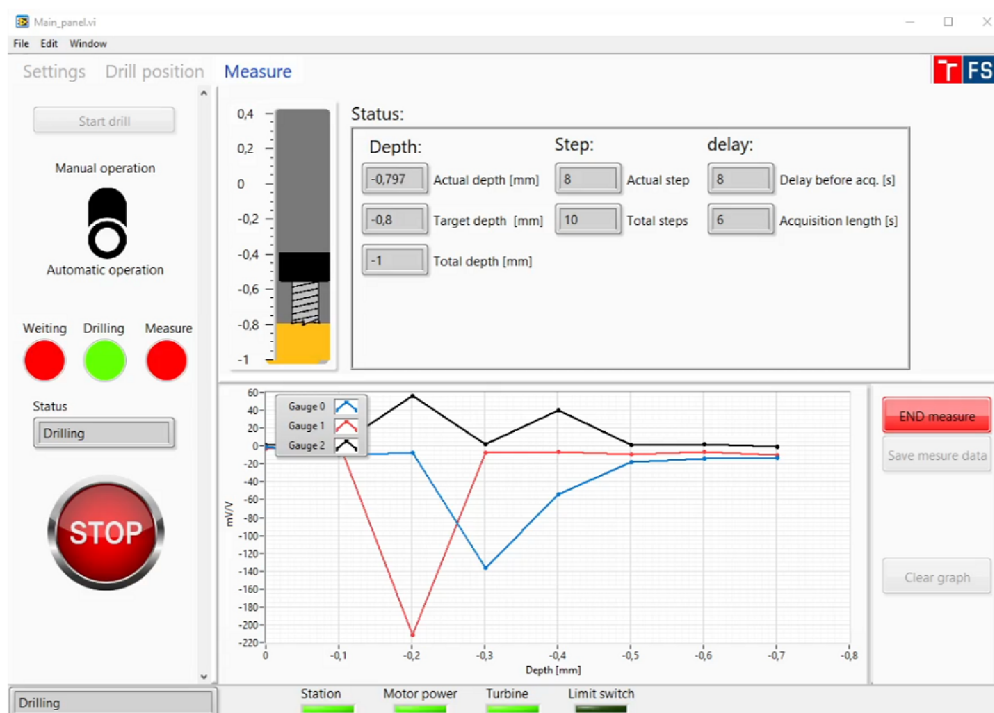 Main_panel.vi
File Edit Window
Settings Drill position Measure
T FS
Start drill
Manual operation
Automatic operation
Weiting Drilling Measure
Status
Drilling
STOP
0,4
0,2
0
-0,2
-0,4
-0,6
-0,8
-1
Status:
Depth: Step: delay:
-0,797 Actual depth [mm] 8 Actual step 8 Delay before acq. [s]
-0,8 Target depth [mm] 10 Total steps 6 Acquisition length [s]
-1 Total depth [mm]
Gauge 0
Gauge 1
Gauge 2
mV/V
60
40
20
0
-20
-40
-60
-80
-100
-120
-140
-160
-180
-200
-220
0 -0,1 -0,2 -0,3 -0,4 -0,5 -0,6 -0,7 -0,8
Depth [mm]
END measure
Save mesure data
Clear graph
Drilling
Station Motor power Turbine Limit switch